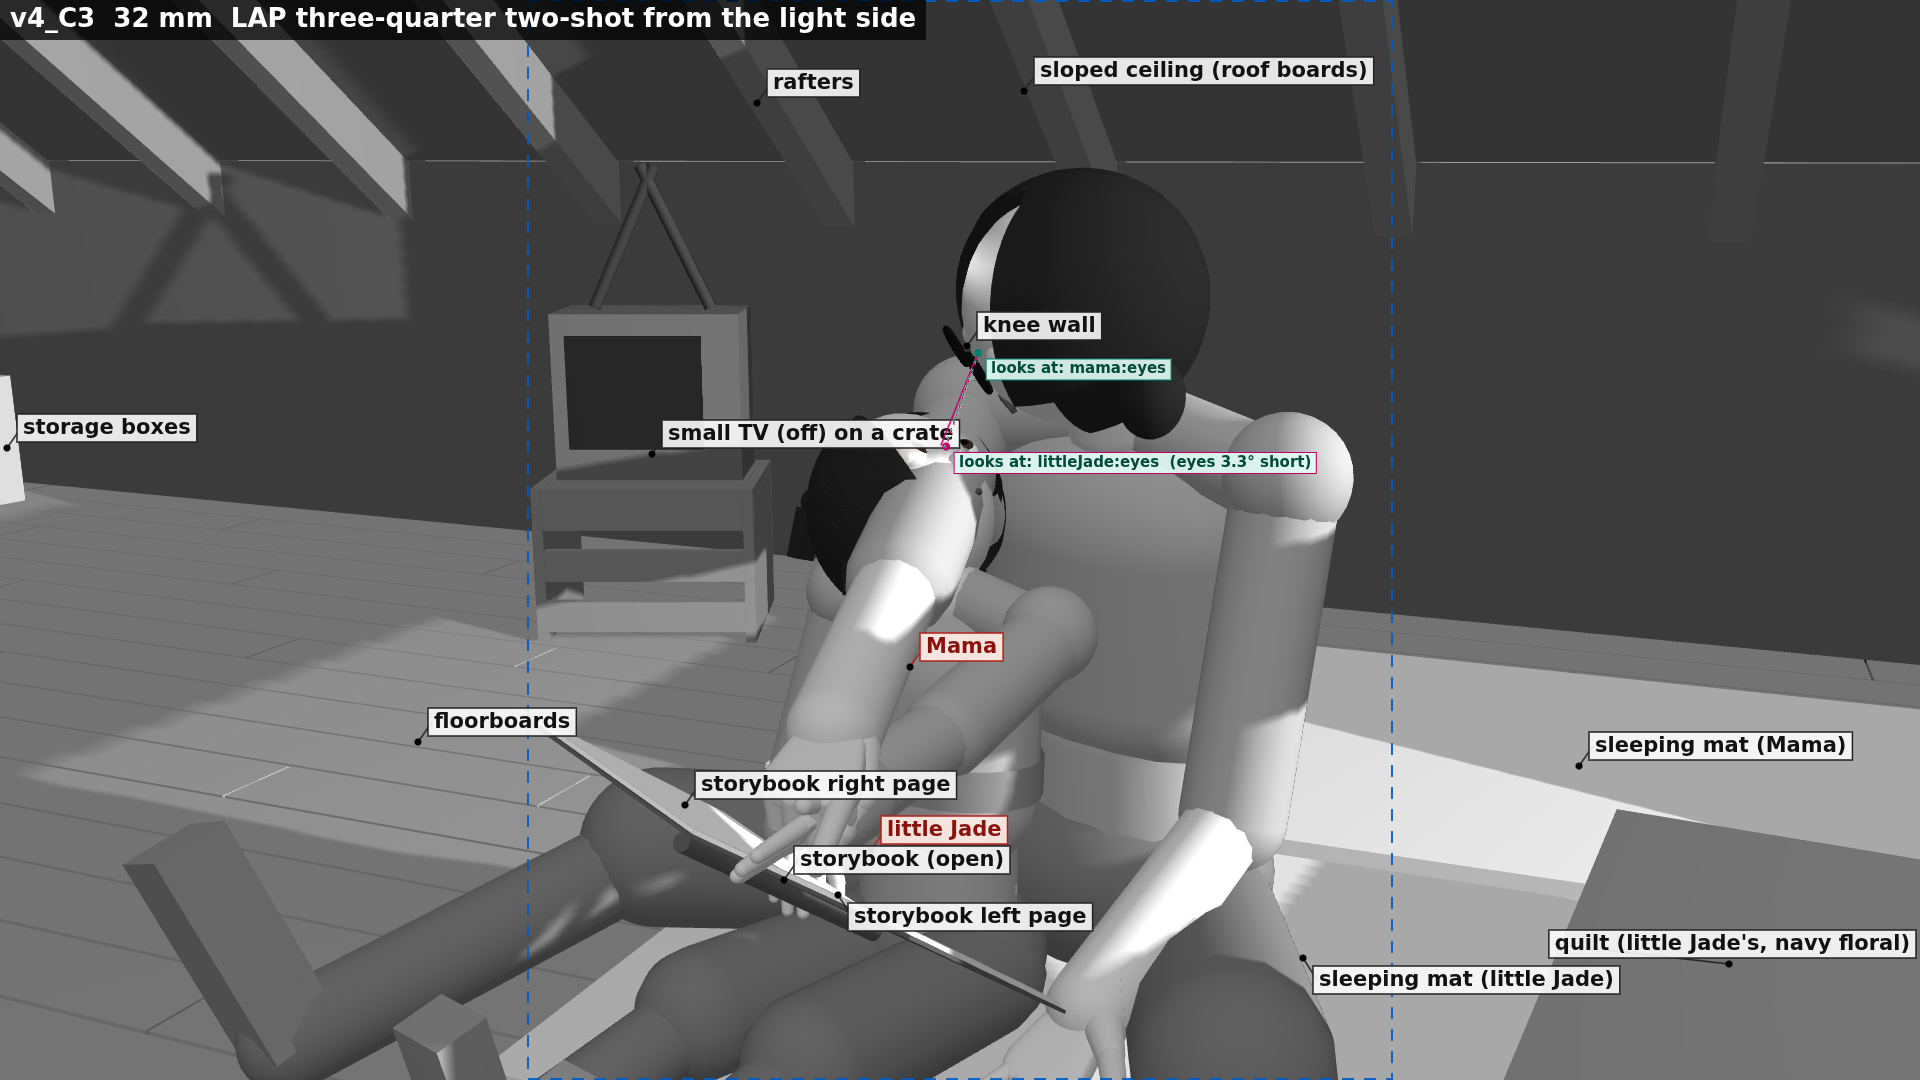 v4_C3 32 mm LAP three-quarter two-shot from the light side
sloped ceiling (roof boards)
rafters
knee wall
looks at: mama:eyes
storage boxes
small TV (off) on a crate
looks at: littleJade:eyes (eyes 3.3° short)
Mama
floorboards
sleeping mat (Mama)
storybook right page
little Jade
storybook (open)
storybook left page
quilt (little Jade's, navy floral)
sleeping mat (little Jade)